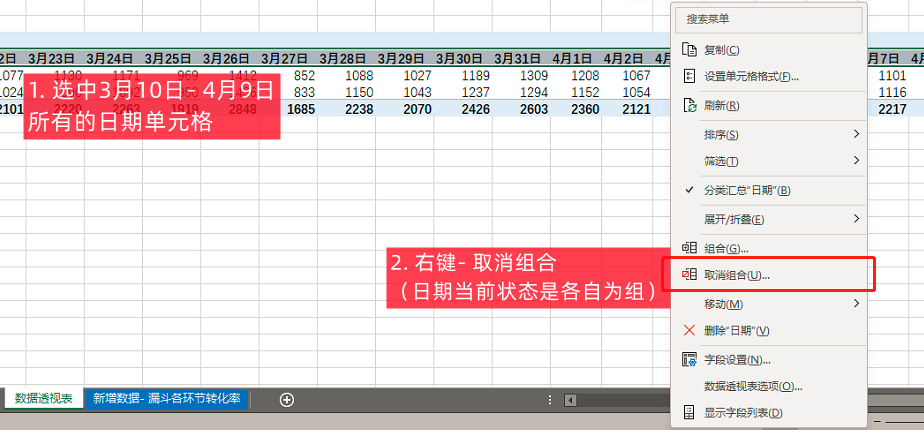 搜索菜单
2日 3月23日 3月24日 3月25日 3月26日 3月27日 3月28日 3月29日 3月30日 3月31日 4月1日 4月2日 4月 月7日 4月8日
1077 1130 1171 969 1412 852 1088 1027 1189 1309 1208 1067 1101
1024 833 1150 1043 1237 1294 1152 1054 1116
2101 2220 2263 1919 2848 1685 2238 2070 2426 2603 2360 2121 2217
1. 选中3月10日- 4月9日
所有的日期单元格
2. 右键- 取消组合
（日期当前状态是各自为组）
复制(C)
设置单元格格式(F)...
刷新(R)
排序(S)
筛选(T)
分类汇总"日期"(B)
展开/折叠(E)
组合(G)...
取消组合(U)...
移动(M)
删除"日期"(V)
字段设置(N)...
数据透视表选项(O)...
显示字段列表(D)
数据透视表 新增数据- 漏斗各环节转化率